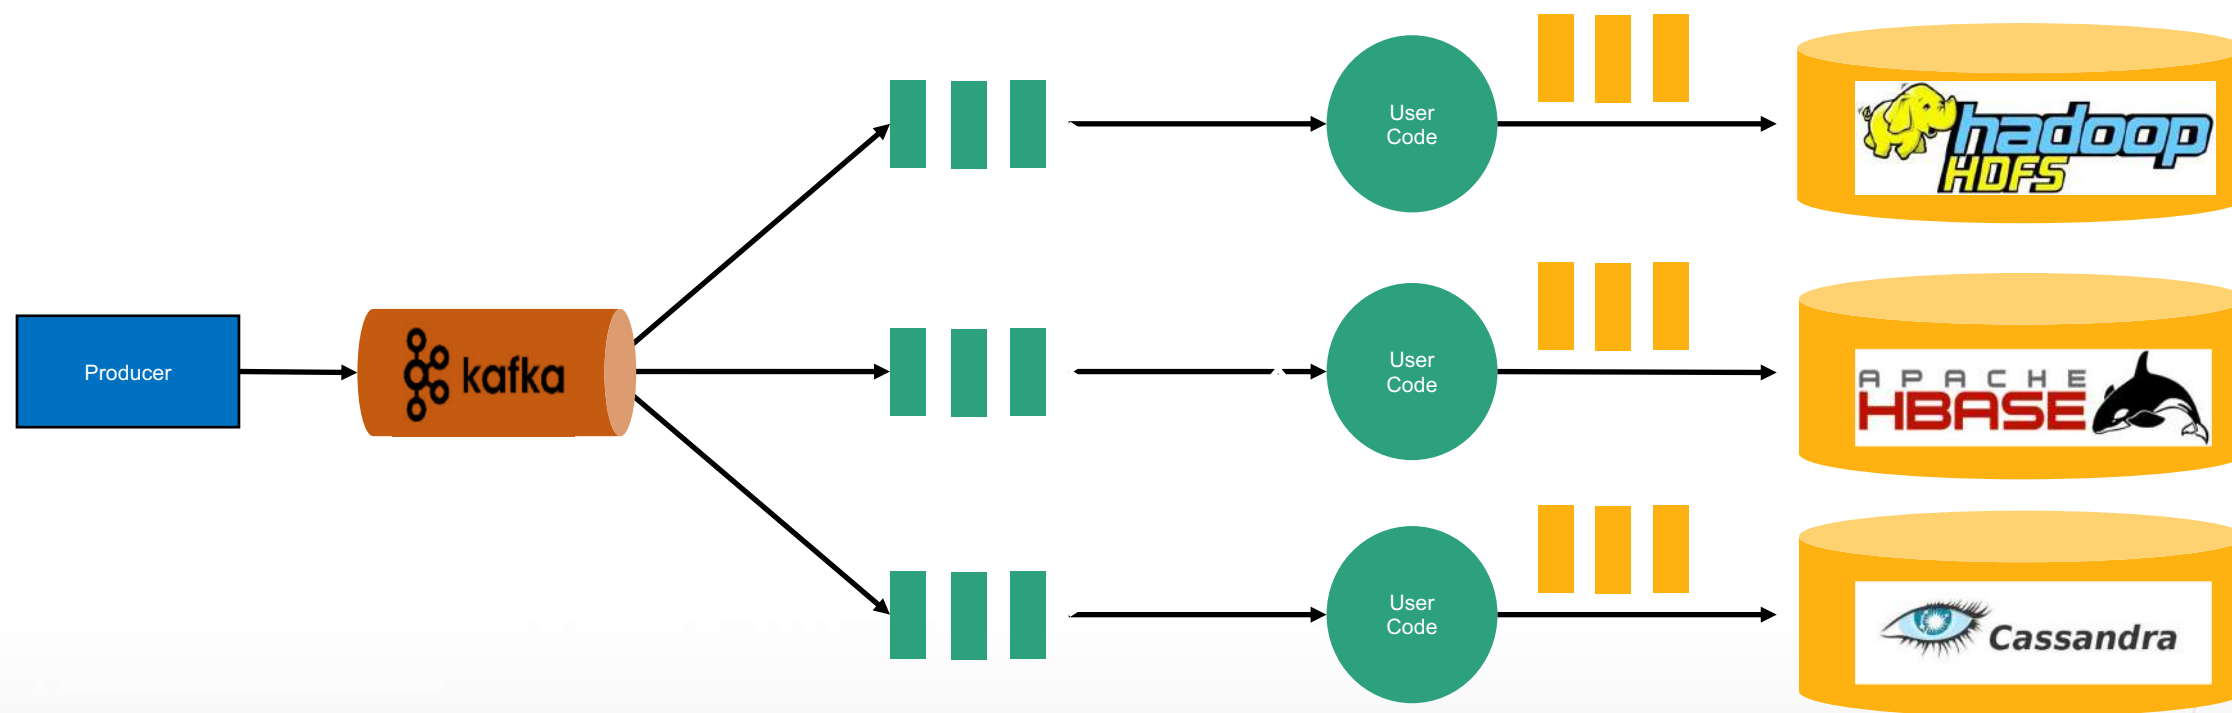 User
Code
hadoop
HDFS
Producer
kafka
User
Code
APACHE
HBASE
User
Code
Cassandra